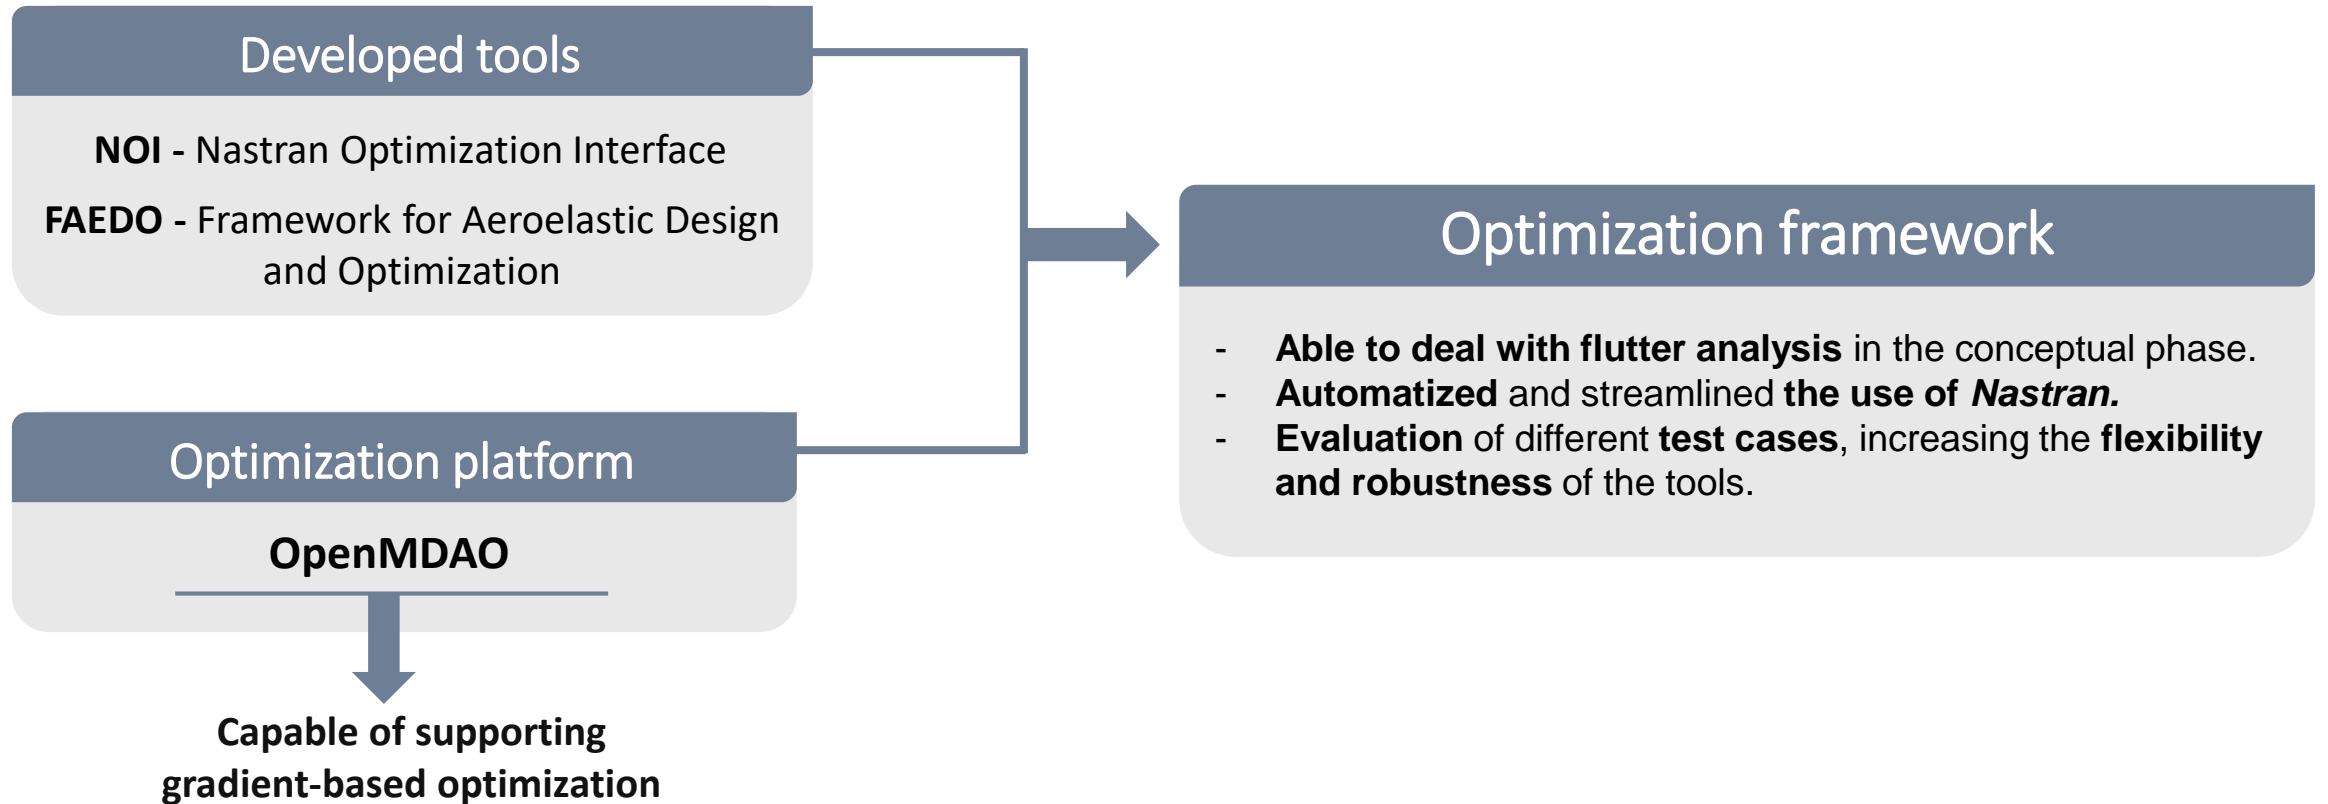 Developed tools
NOI - Nastran Optimization Interface
FAEDO - Framework for Aeroelastic Design
and Optimization
Optimization platform
OpenMDAO
Capable of supporting
gradient-based optimization
Optimization framework
- Able to deal with flutter analysis in the conceptual phase.
- Automatized and streamlined the use of Nastran.
- Evaluation of different test cases, increasing the flexibility
and robustness of the tools.